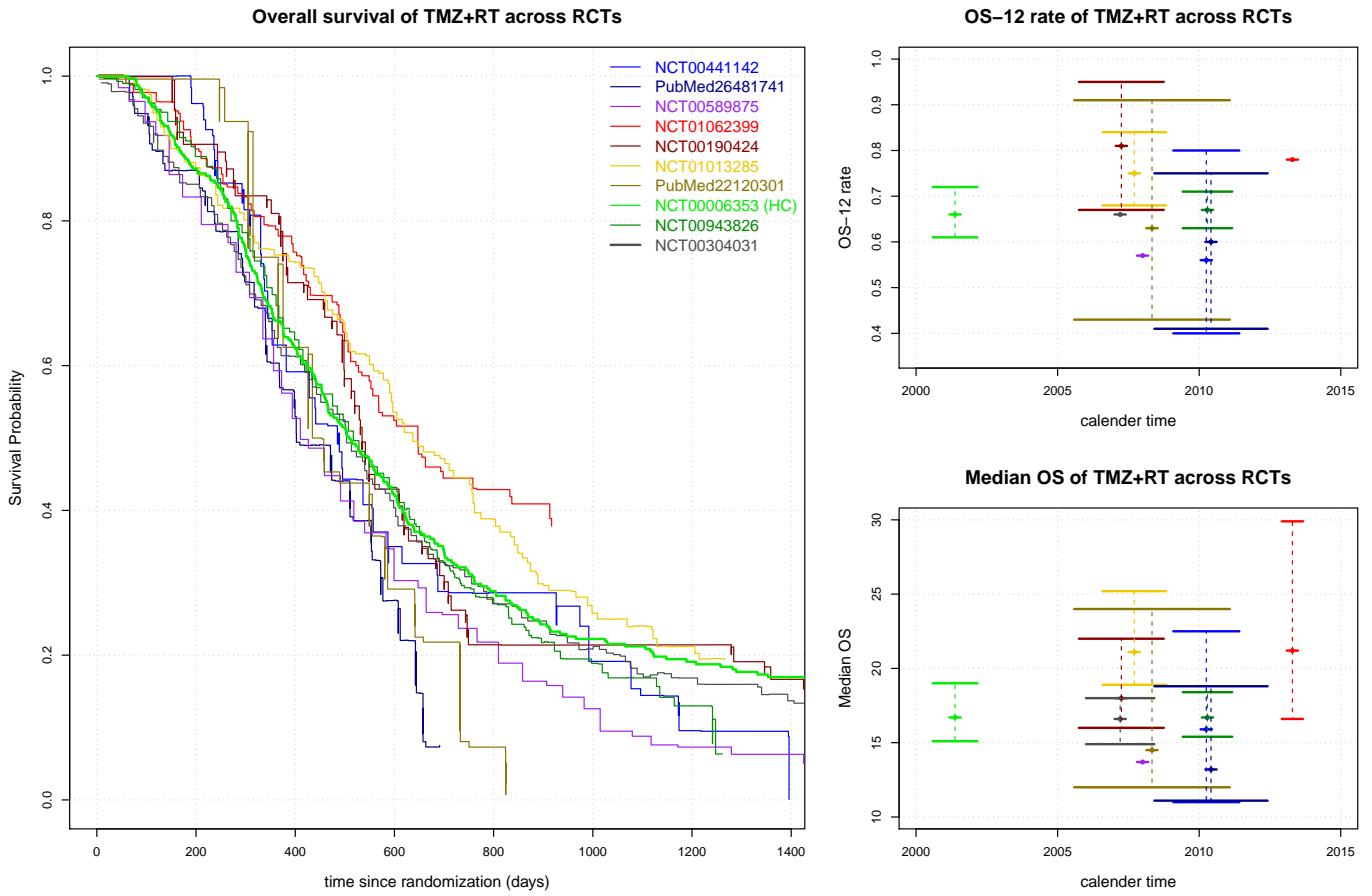 Overall survival of TMZ+RT across RCTs
Survival Probability
1.0
0.8
0.6
0.4
0.2
0.0
0
200
400
600
800
1000
1200
1400
time since randomization (days)
NCT00441142
PubMed26481741
NCT00589875
NCT01062399
NCT00190424
NCT01013285
PubMed22120301
NCT00006353 (HC)
NCT00943826
NCT00304031
OS−12 rate of TMZ+RT across RCTs
OS−12 rate
1.0
0.9
0.8
0.7
0.6
0.5
0.4
2000
2005
2010
2015
calender time
Median OS of TMZ+RT across RCTs
Median OS
30
25
20
15
10
2000
2005
2010
2015
calender time